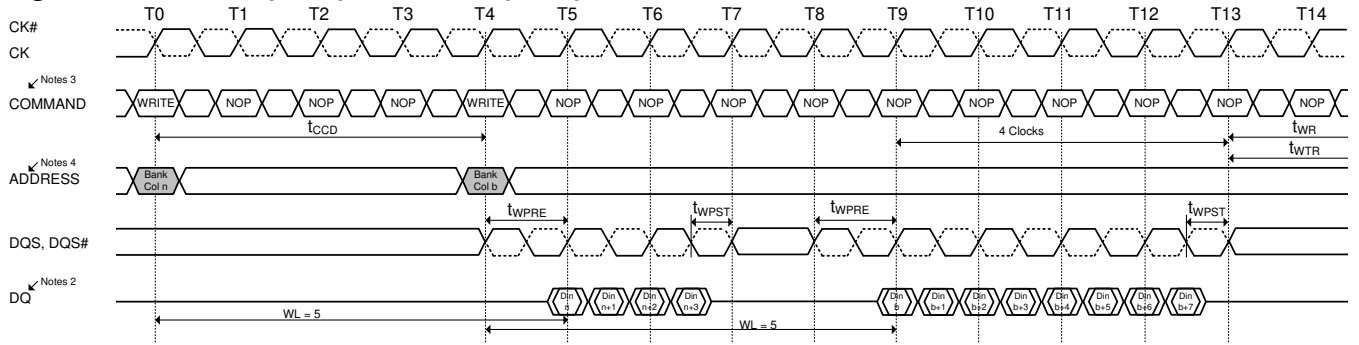 T0 T1 T2 T3 T4 T5 T6 T7 T8 T9 T10 T11 T12 T13 T14
CK#
CK
Notes 3
COMMAND WRITE NOP NOP NOP WRITE NOP NOP NOP NOP NOP NOP NOP NOP NOP NOP
tCCD 4 Clocks tWR
tWTR
Notes 4
ADDRESS
Bank Col n
Bank Col b
tWPRE tWPST tWPRE tWPST
DQS, DQS#
Notes 2
DQ
Din n Din n+1 Din n+2 Din n+3 Din b Din b+1 Din b+2 Din b+3 Din b+4 Din b+5 Din b+6 Din b+7
WL = 5
WL = 5